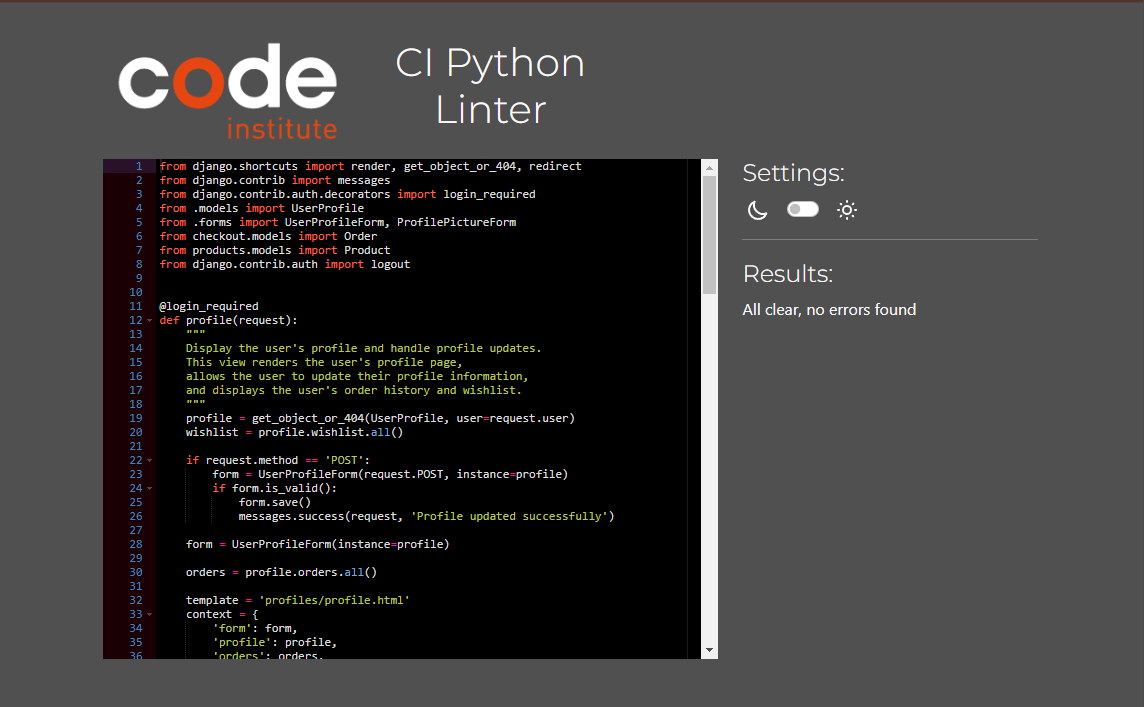 code
institute
CI Python
Linter
1 from django.shortcuts import render, get_object_or_404, redirect
2 from django.contrib import messages
3 from django.contrib.auth.decorators import login_required
4 from .models import UserProfile
5 from .forms import UserProfileForm, ProfilePictureForm
6 from checkout.models import Order
7 from products.models import Product
8 from django.contrib.auth import logout
9
10
11 @login_required
12 def profile(request):
13     """
14     Display the user's profile and handle profile updates.
15     This view renders the user's profile page,
16     allows the user to update their profile information,
17     and displays the user's order history and wishlist.
18     """
19     profile = get_object_or_404(UserProfile, user=request.user)
20     wishlist = profile.wishlist.all()
21
22     if request.method == 'POST':
23         form = UserProfileForm(request.POST, instance=profile)
24         if form.is_valid():
25             form.save()
26             messages.success(request, 'Profile updated successfully')
27
28     form = UserProfileForm(instance=profile)
29
30     orders = profile.orders.all()
31
32     template = 'profiles/profile.html'
33     context = {
34         'form': form,
35         'profile': profile,
36         'orders': orders,
Settings:
Results:
All clear, no errors found